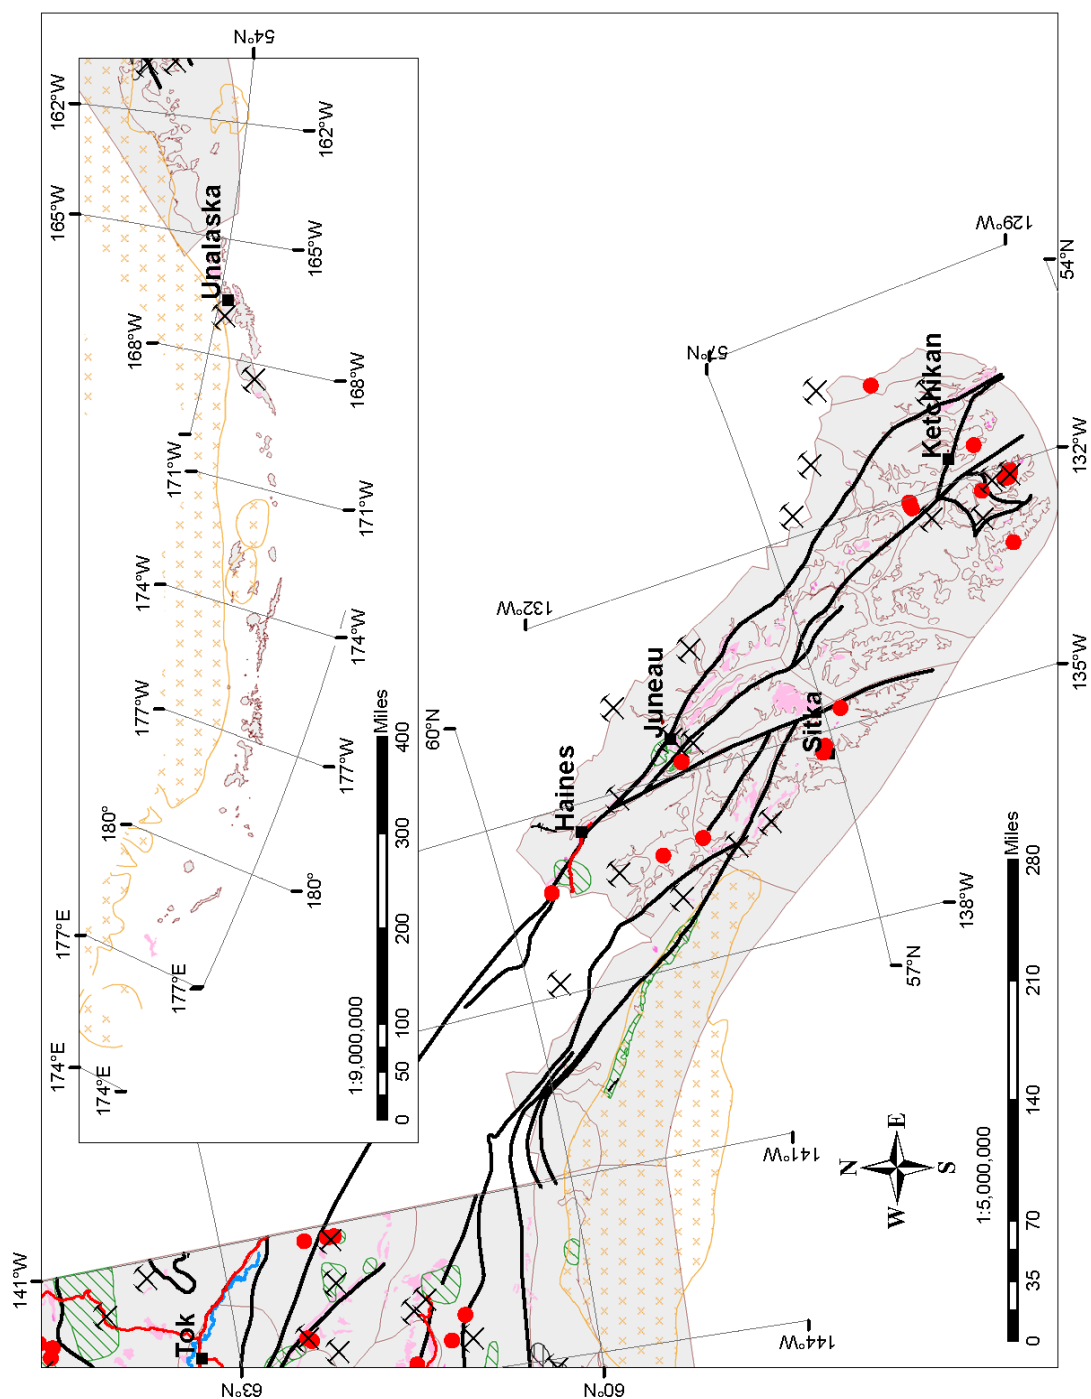 54°N
162°W
162°W
165°W
165°W
Unalaska
168°W
168°W
171°W
171°W
174°W
174°W
177°W
177°W
180°
180°
177°E
177°E
174°E
174°E
1:9,000,000
0 50 100 200 300 400
Miles
60°N
57°N
129°W
54°N
132°W
132°W
135°W
138°W
57°N
141°W
144°W
141°W
63°N
60°N
Haines
Juneau
Sitka
Ketchikan
Tok
N
W E
S
1:5,000,000
0 35 70 140 210 280
Miles